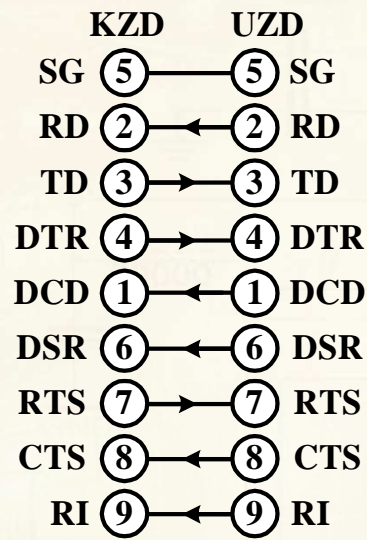 KZD UZD
SG 5 5 SG
RD 2 2 RD
TD 3 3 TD
DTR 4 4 DTR
DCD 1 1 DCD
DSR 6 6 DSR
RTS 7 7 RTS
CTS 8 8 CTS
RI 9 9 RI